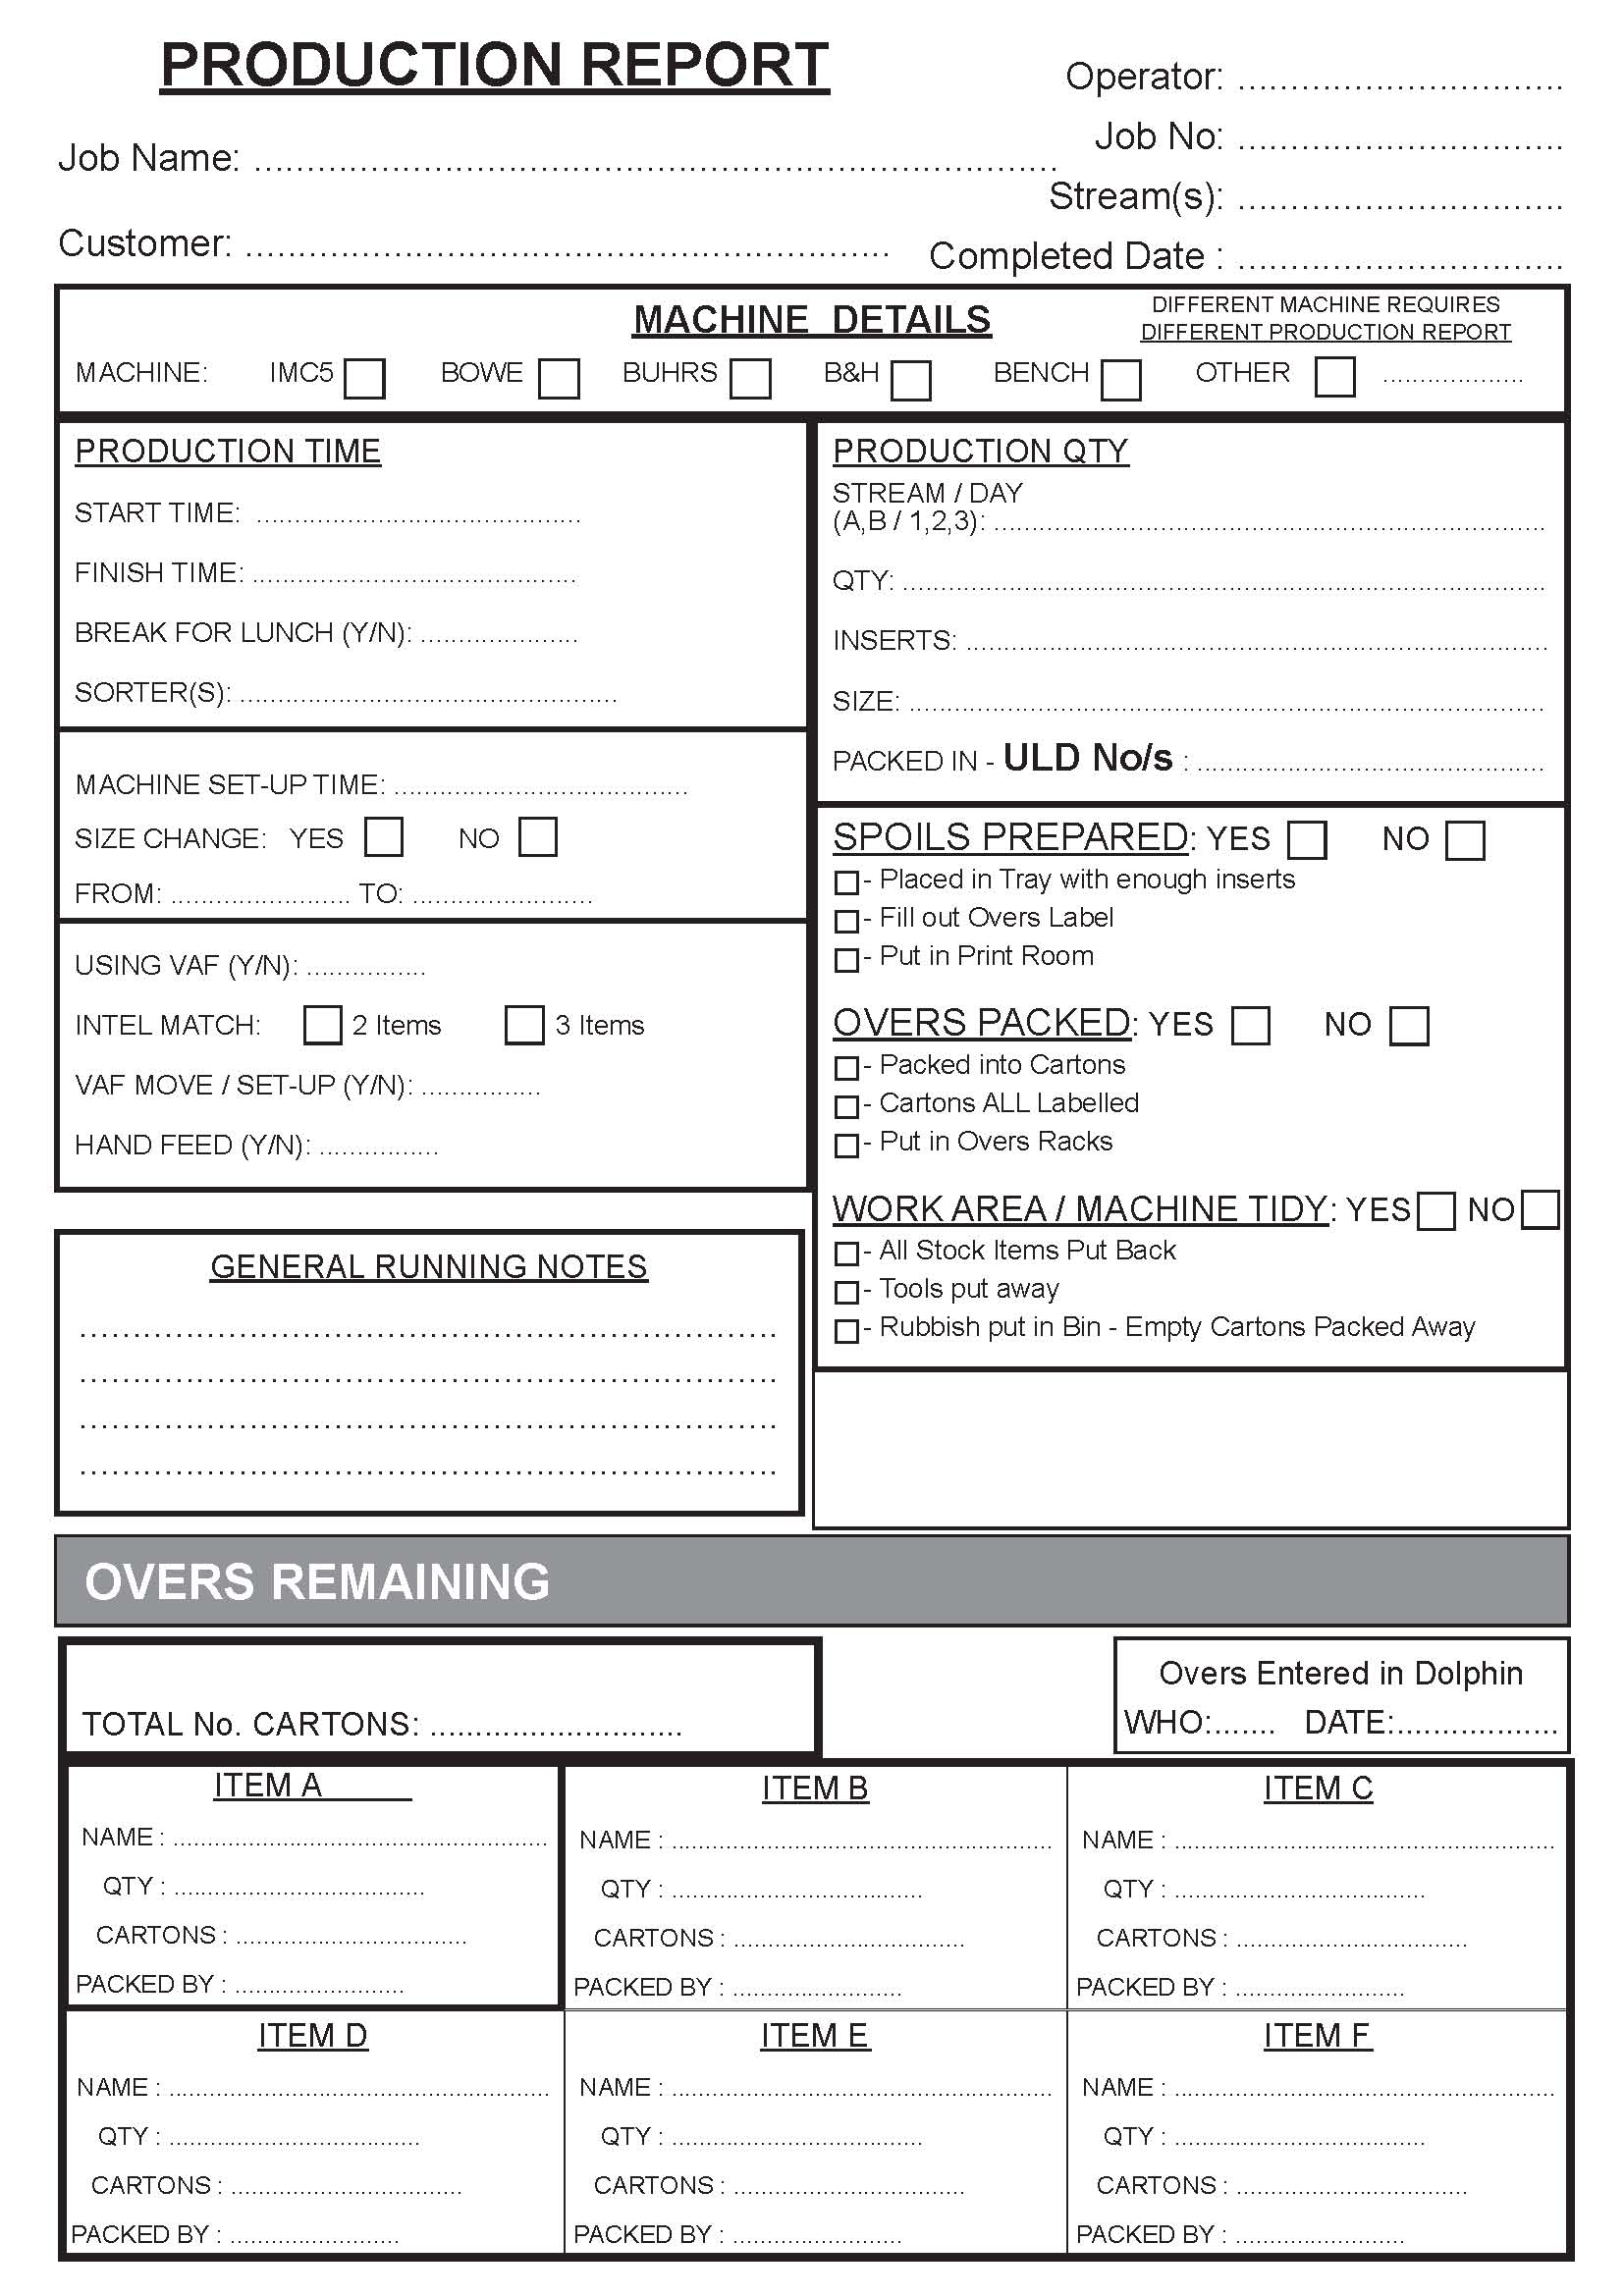 PRODUCTION REPORT
Operator: ...............................
Job No: ...............................
Job Name: .............................................................................
Stream(s): ...............................
Customer: ..............................................................
Completed Date : ...............................
MACHINE DETAILS
DIFFERENT MACHINE REQUIRES
DIFFERENT PRODUCTION REPORT
MACHINE: IMC5 BOWE BUHRS B&H BENCH OTHER ...................
PRODUCTION TIME
START TIME: ...........................................
FINISH TIME: ...........................................
BREAK FOR LUNCH (Y/N): .....................
SORTER(S): ..................................................
MACHINE SET-UP TIME: .......................................
SIZE CHANGE: YES NO
FROM: ........................ TO: ........................
USING VAF (Y/N): ................
INTEL MATCH: 2 Items 3 Items
VAF MOVE / SET-UP (Y/N): ................
HAND FEED (Y/N): ................
GENERAL RUNNING NOTES
................................................................
................................................................
................................................................
................................................................
PRODUCTION QTY
STREAM / DAY
(A,B / 1,2,3): .........................................................................
QTY: .....................................................................................
INSERTS: .............................................................................
SIZE: ....................................................................................
PACKED IN - ULD No/s : ..............................................
SPOILS PREPARED: YES NO
- Placed in Tray with enough inserts
- Fill out Overs Label
- Put in Print Room
OVERS PACKED: YES NO
- Packed into Cartons
- Cartons ALL Labelled
- Put in Overs Racks
WORK AREA / MACHINE TIDY: YES NO
- All Stock Items Put Back
- Tools put away
- Rubbish put in Bin - Empty Cartons Packed Away
OVERS REMAINING
TOTAL No. CARTONS: ............................
Overs Entered in Dolphin
WHO:....... DATE:..................
ITEM A
NAME : ........................................................
QTY : .....................................
CARTONS : ..................................
PACKED BY : .........................
ITEM B
NAME : ........................................................
QTY : .....................................
CARTONS : ..................................
PACKED BY : .........................
ITEM C
NAME : ........................................................
QTY : .....................................
CARTONS : ..................................
PACKED BY : .........................
ITEM D
NAME : ........................................................
QTY : .....................................
CARTONS : ..................................
PACKED BY : .........................
ITEM E
NAME : ........................................................
QTY : .....................................
CARTONS : ..................................
PACKED BY : .........................
ITEM F
NAME : ........................................................
QTY : .....................................
CARTONS : ..................................
PACKED BY : .........................